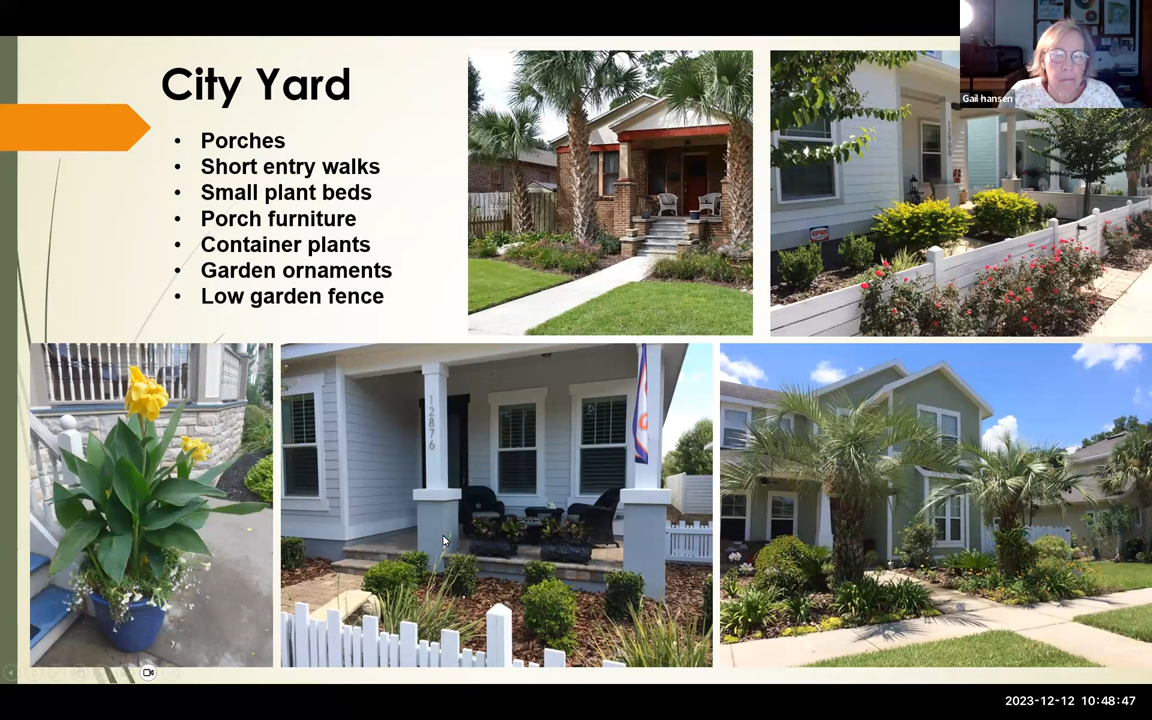 City Yard
• Porches
• Short entry walks
• Small plant beds
• Porch furniture
• Container plants
• Garden ornaments
• Low garden fence
Gail hansen
12876
2023-12-12 10:48:47